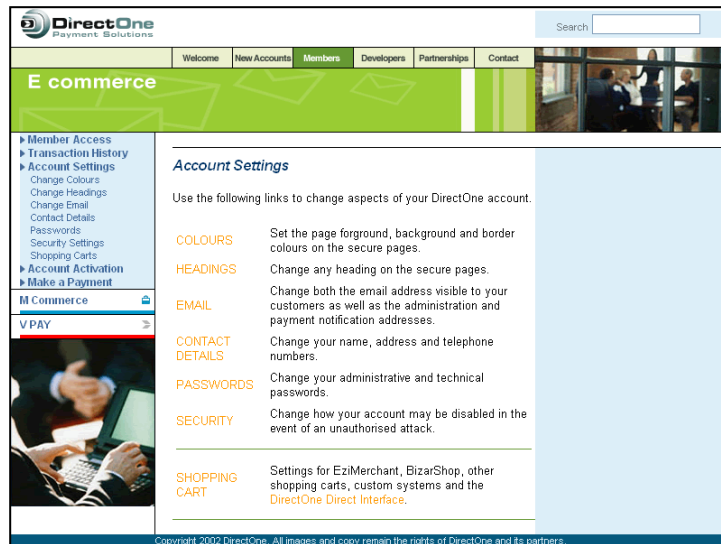 DirectOne
Payment Solutions
Search
Welcome
New Accounts
Members
Developers
Partnerships
Contact
E commerce
Member Access
Transaction History
Account Settings
Change Colours
Change Headings
Change Email
Contact Details
Passwords
Security Settings
Shopping Carts
Account Activation
Make a Payment
M Commerce
V PAY
Account Settings
Use the following links to change aspects of your DirectOne account.
COLOURS
Set the page forground, background and border
colours on the secure pages.
HEADINGS
Change any heading on the secure pages.
EMAIL
Change both the email address visible to your
customers as well as the administration and
payment notification addresses.
CONTACT
DETAILS
Change your name, address and telephone
numbers.
PASSWORDS
Change your administrative and technical
passwords.
SECURITY
Change how your account may be disabled in the
event of an unauthorised attack.
SHOPPING
CART
Settings for EziMerchant, BizarShop, other
shopping carts, custom systems and the
DirectOne Direct Interface.
Copyright 2002 DirectOne. All images and copy remain the rights of DirectOne and its partners.